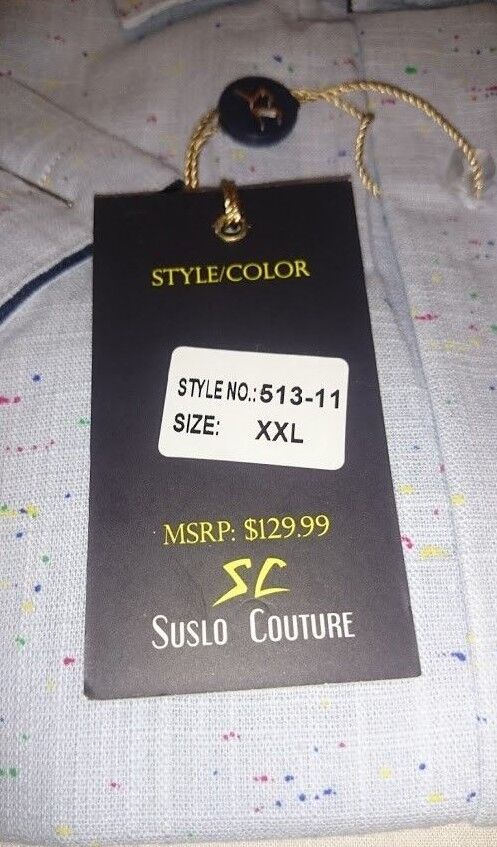 STYLE/COLOR
STYLE NO.: 513-11
SIZE: XXL
MSRP: $129.99
SC
SUSLO COUTURE